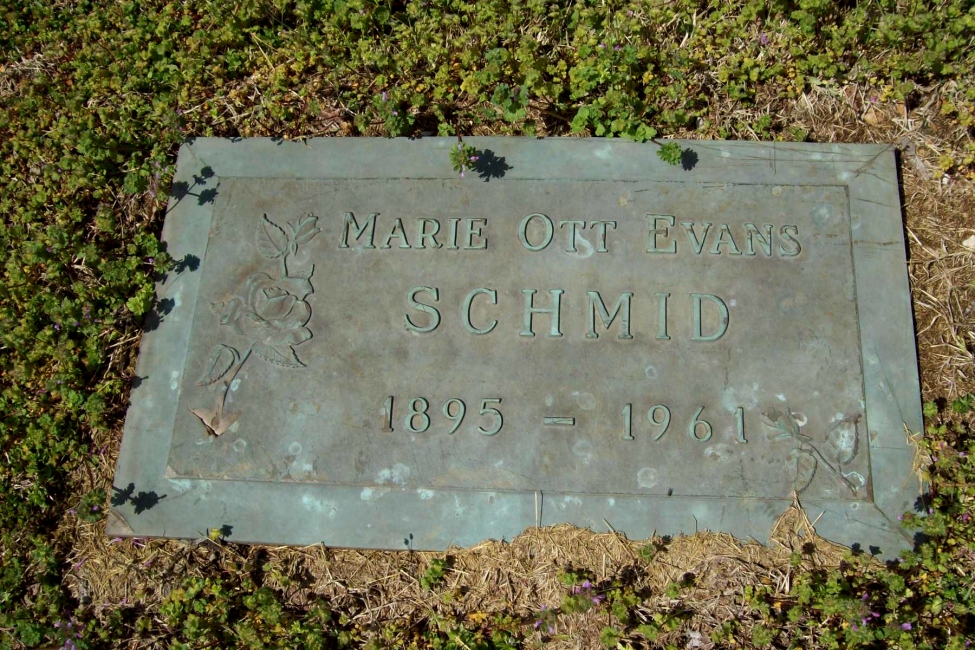 MARIE OTT EVANS
SCHMID
1895 - 1961